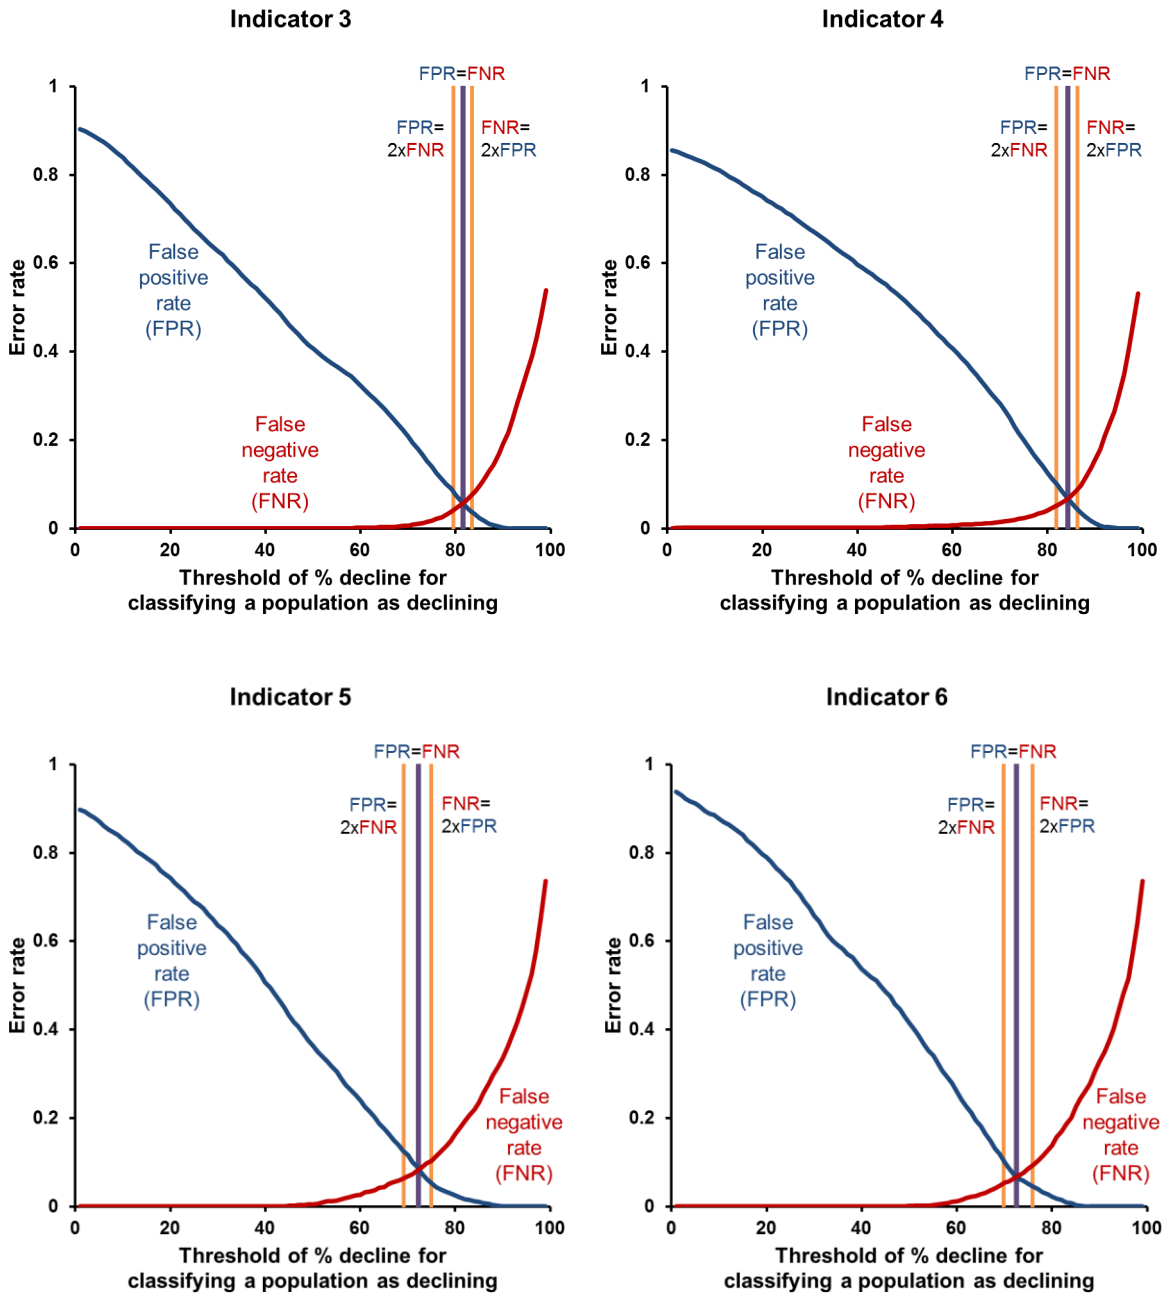 Indicator 3
FPR=FNR
FPR=
2xFNR
FNR=
2xFPR
1
0.8
0.6
0.4
0.2
0
Error rate
False
positive
rate
(FPR)
False
negative
rate
(FNR)
0 20 40 60 80 100
Threshold of % decline for
classifying a population as declining
Indicator 4
FPR=FNR
FPR=
2xFNR
FNR=
2xFPR
1
0.8
0.6
0.4
0.2
0
Error rate
False
positive
rate
(FPR)
False
negative
rate
(FNR)
0 20 40 60 80 100
Threshold of % decline for
classifying a population as declining
Indicator 5
FPR=FNR
FPR=
2xFNR
FNR=
2xFPR
1
0.8
0.6
0.4
0.2
0
Error rate
False
positive
rate
(FPR)
False
negative
rate
(FNR)
0 20 40 60 80 100
Threshold of % decline for
classifying a population as declining
Indicator 6
FPR=FNR
FPR=
2xFNR
FNR=
2xFPR
1
0.8
0.6
0.4
0.2
0
Error rate
False
positive
rate
(FPR)
False
negative
rate
(FNR)
0 20 40 60 80 100
Threshold of % decline for
classifying a population as declining